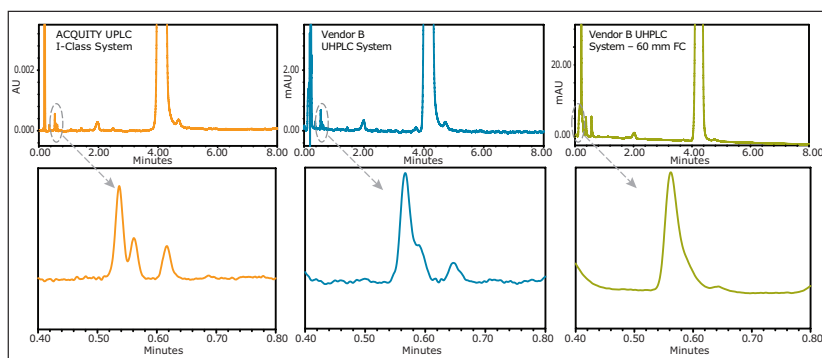 ACQUITY UPLC
I-Class System
0.002
0.000
AU
0.00 2.00 4.00 6.00 8.00
Minutes
Vendor B
UHPLC System
2.00
0.00
mAU
0.00 2.00 4.00 6.00 8.00
Minutes
Vendor B UHPLC
System – 60 mm FC
20.00
0.00
mAU
0.00 2.00 4.00 6.00 8.00
Minutes
0.40 0.50 0.60 0.70 0.80
Minutes
0.40 0.50 0.60 0.70 0.80
Minutes
0.40 0.50 0.60 0.70 0.80
Minutes